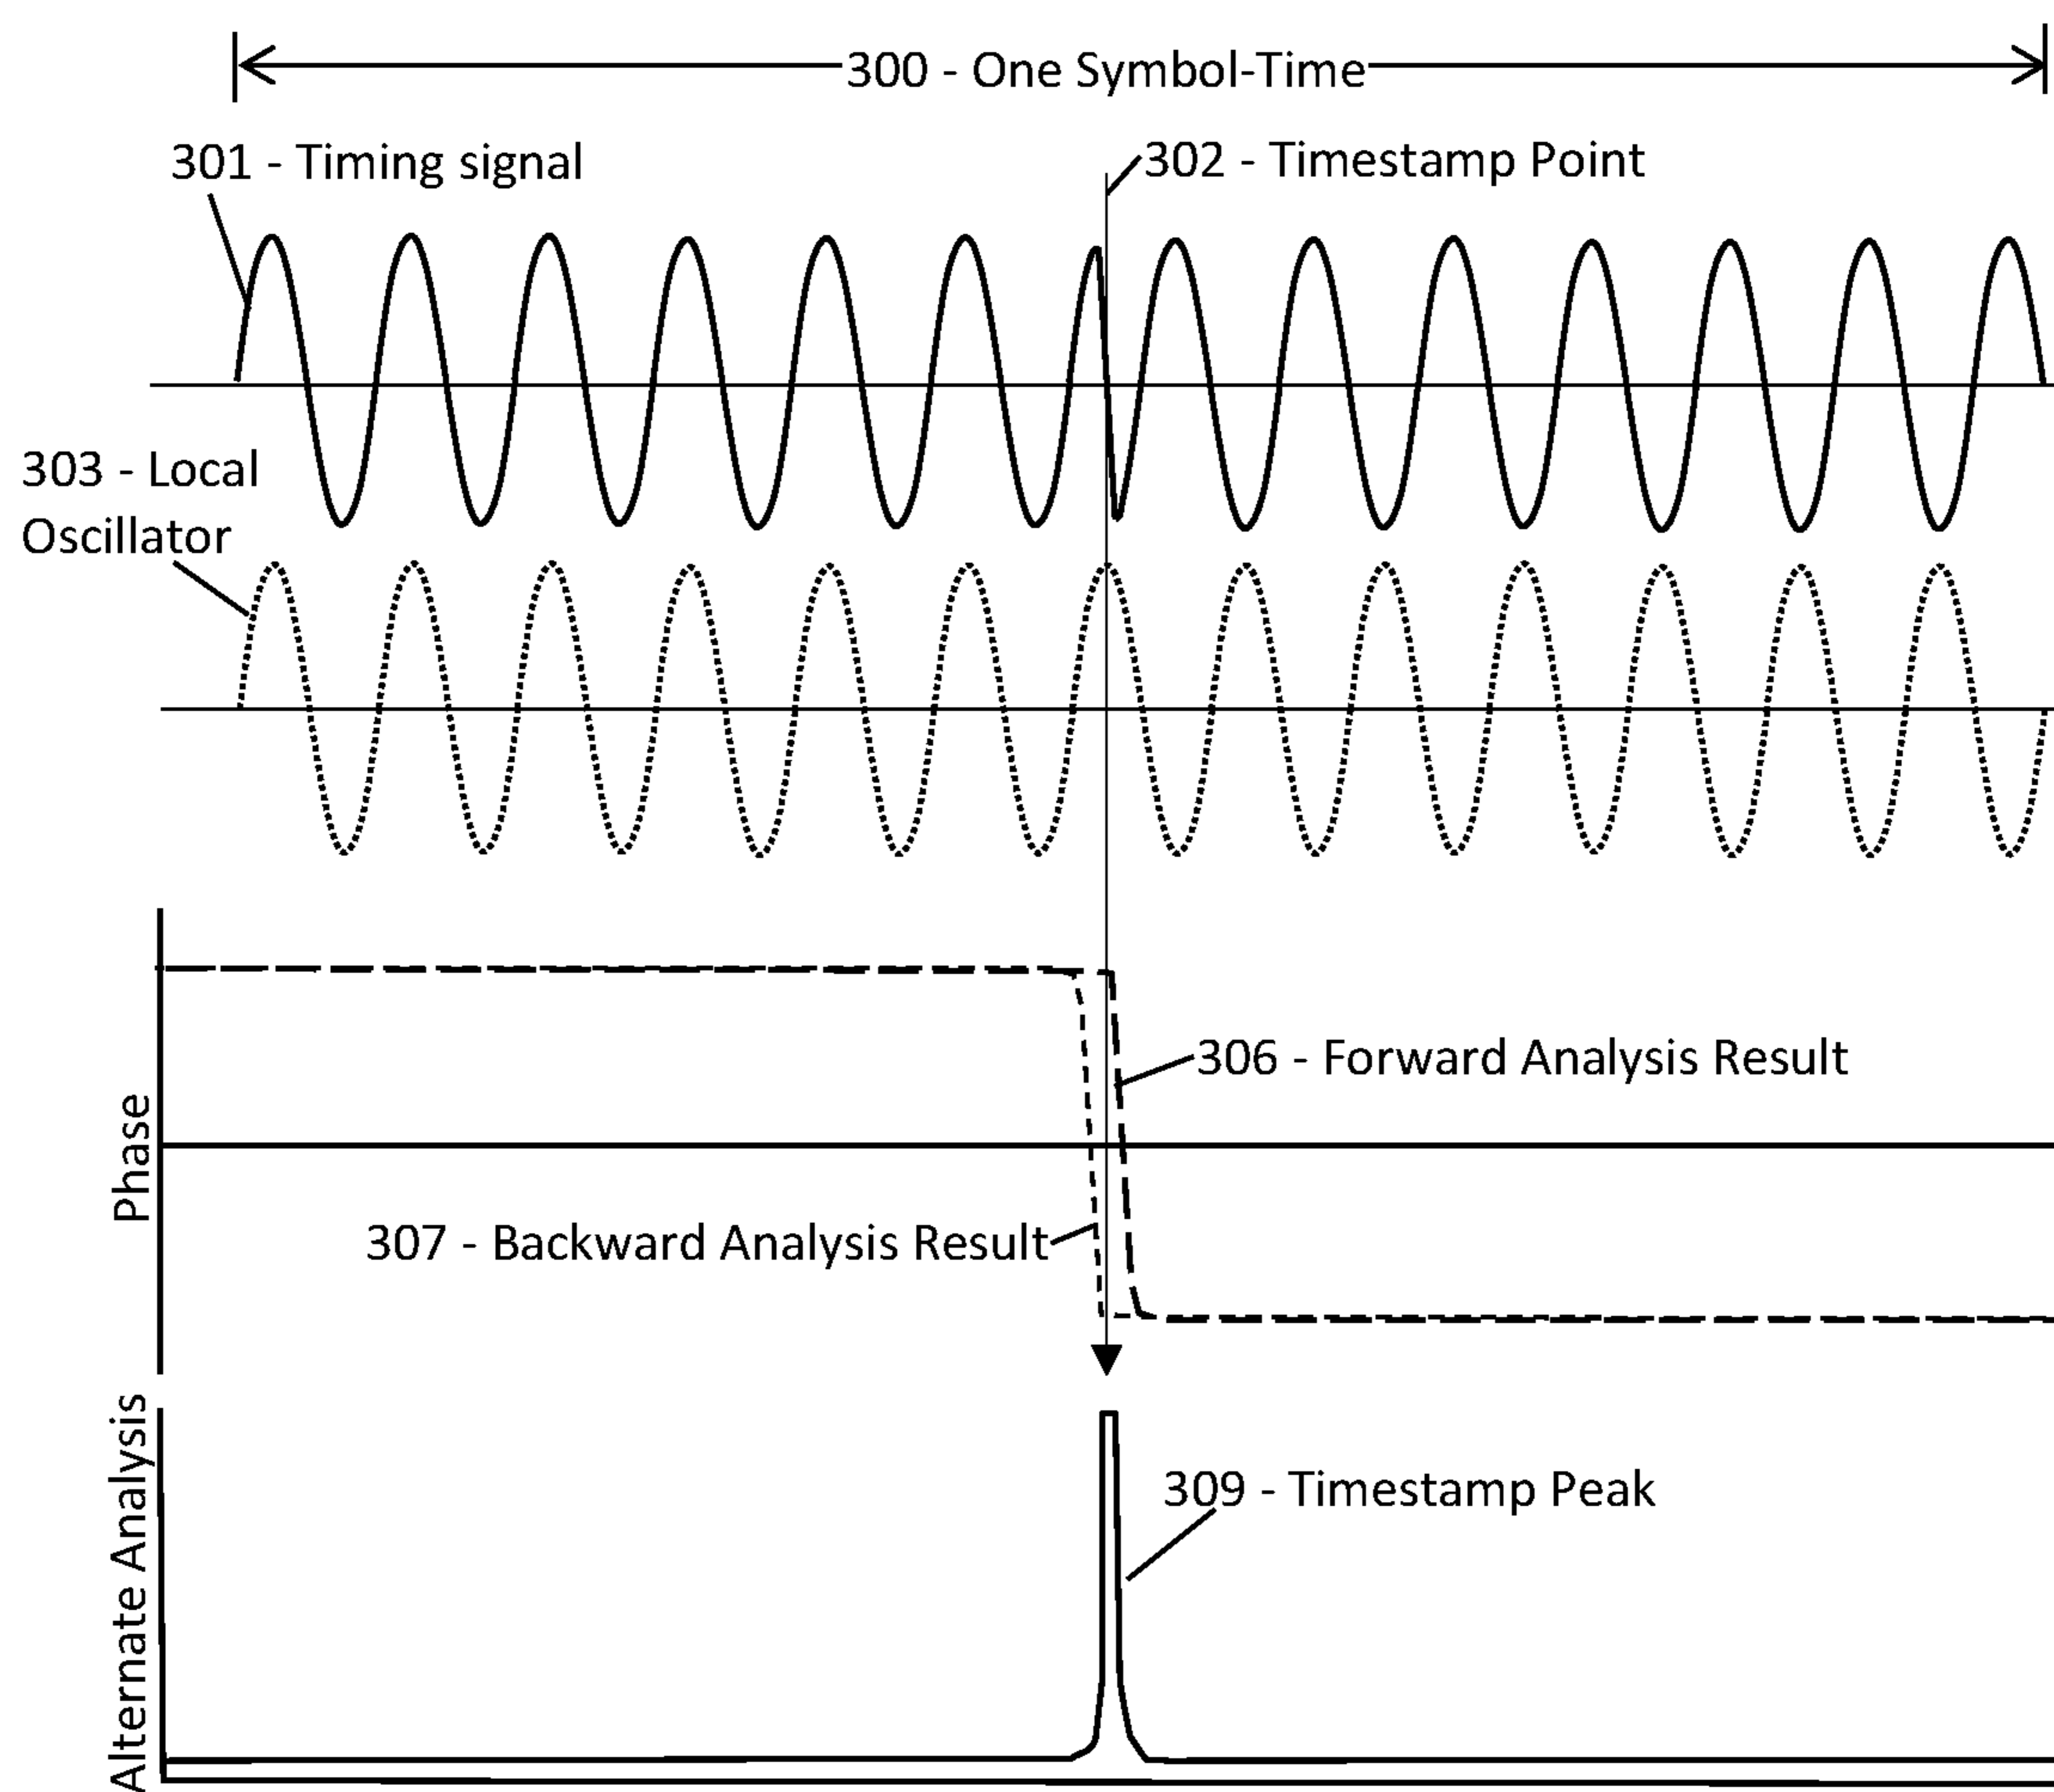 300 - One Symbol-Time
301 - Timing signal
302 - Timestamp Point
303 - Local
Oscillator
Phase
306 - Forward Analysis Result
307 - Backward Analysis Result
Alternate Analysis
309 - Timestamp Peak